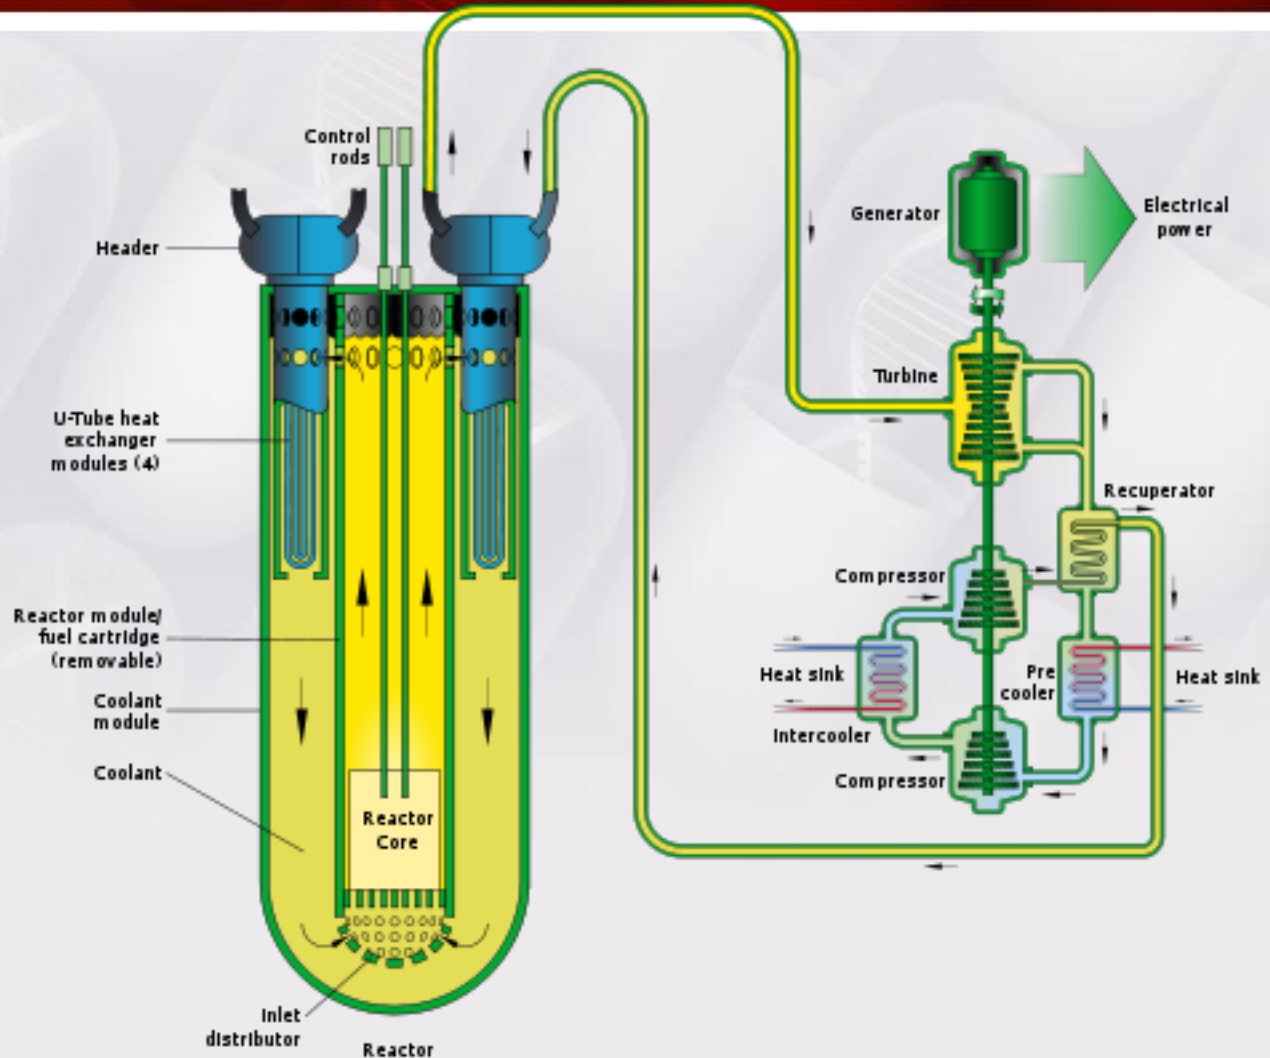 Control
rods
Header
U-Tube heat
exchanger
modules (4)
Reactor module/
fuel cartridge
(removable)
Coolant
module
Coolant
Reactor
Core
Inlet
distributor
Reactor
Generator
Electrical
power
Turbine
Recuperator
Compressor
Heat sink
Pre
cooler
Heat sink
Intercooler
Compressor